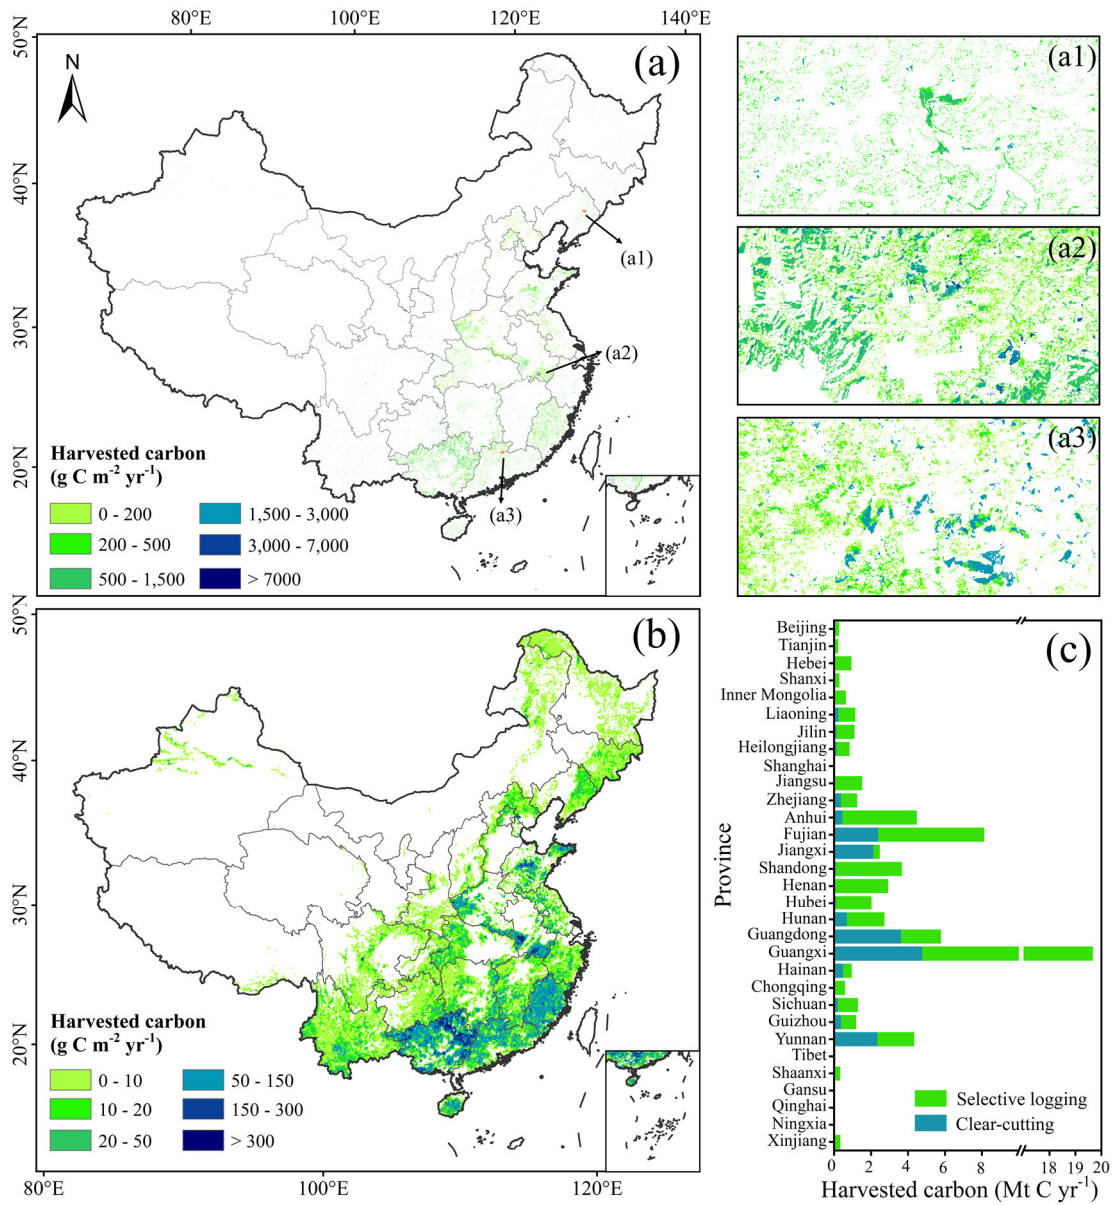 80°E 100°E 120°E 140°E
50°N
40°N
30°N
20°N
N
(a)
(a1)
(a2)
(a3)
Harvested carbon
(g C m⁻² yr⁻¹)
0 - 200
200 - 500
500 - 1,500
1,500 - 3,000
3,000 - 7,000
> 7000
(a1)
(a2)
(a3)
50°N
40°N
30°N
20°N
(b)
Harvested carbon
(g C m⁻² yr⁻¹)
0 - 10
10 - 20
20 - 50
50 - 150
150 - 300
> 300
80°E 100°E 120°E
(c)
Province
Beijing
Tianjin
Hebei
Shanxi
Inner Mongolia
Liaoning
Jilin
Heilongjiang
Shanghai
Jiangsu
Zhejiang
Anhui
Fujian
Jiangxi
Shandong
Henan
Hubei
Hunan
Guangdong
Guangxi
Hainan
Chongqing
Sichuan
Guizhou
Yunnan
Tibet
Shaanxi
Gansu
Qinghai
Ningxia
Xinjiang
Selective logging
Clear-cutting
0 2 4 6 8 18 19 20
Harvested carbon (Mt C yr⁻¹)